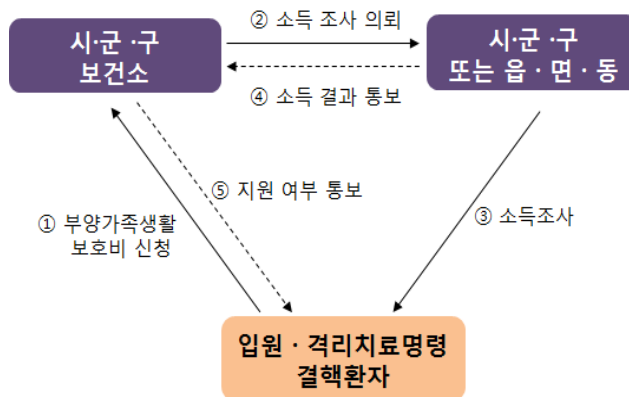 시·군·구
보건소
② 소득 조사 의뢰
④ 소득 결과 통보
시·군·구
또는 읍·면·동
① 부양가족생활
보호비 신청
⑤ 지원 여부 통보
③ 소득조사
입원·격리치료명령
결핵환자